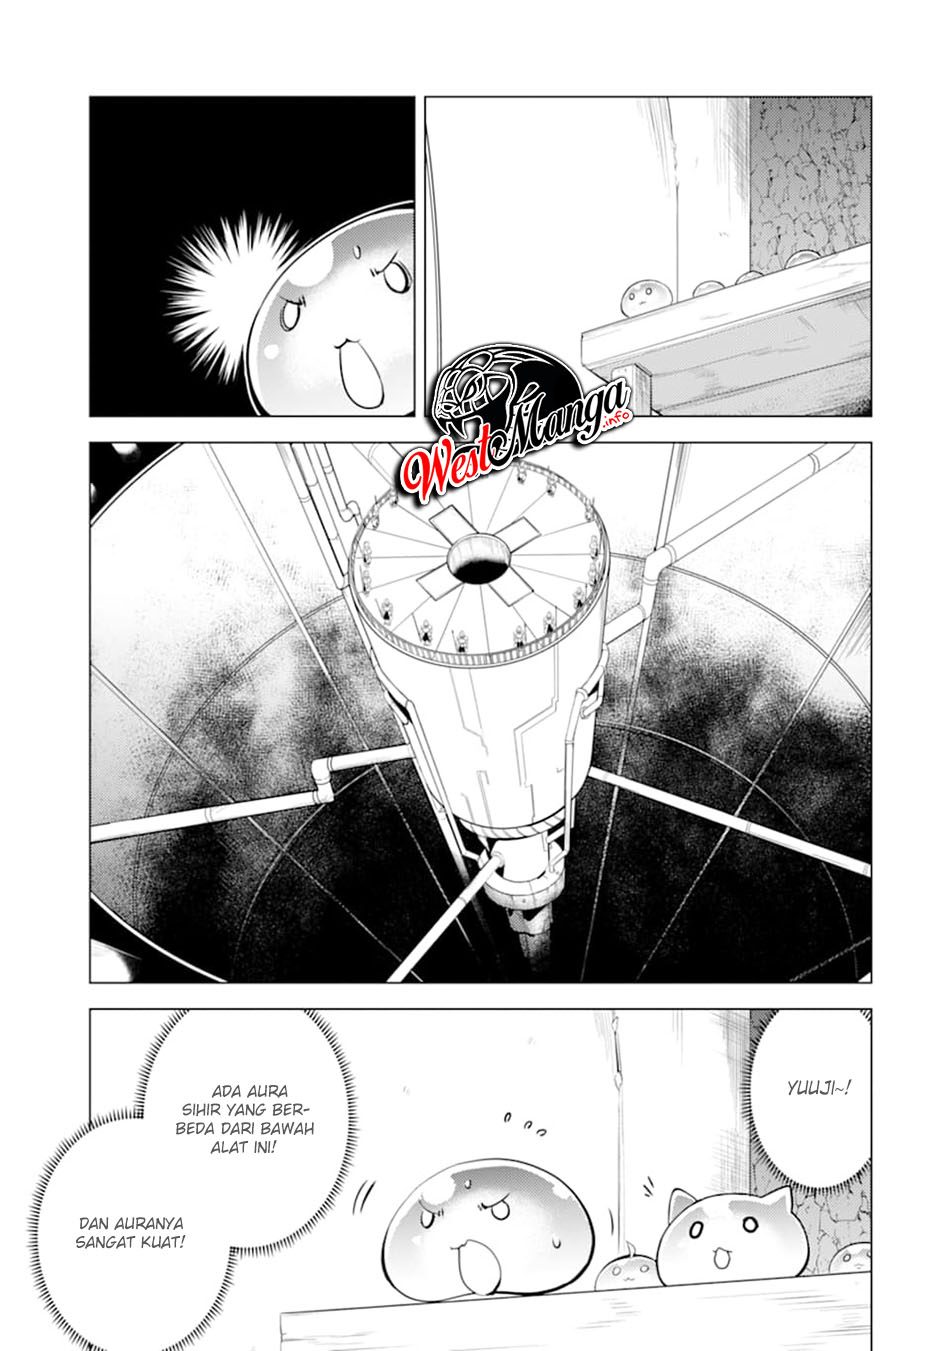 WestManga
.info
YUUJI~!
ADA AURA
SIHIR YANG BER-
BEDA DARI BAWAH
ALAT INI!
DAN AURANYA
SANGAT KUAT!